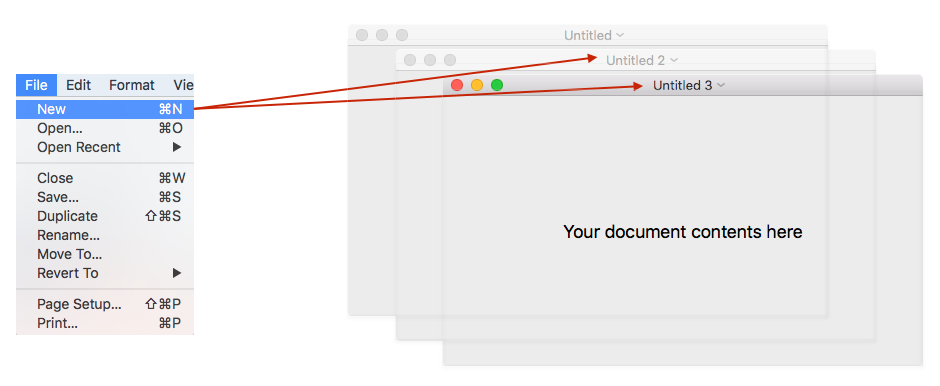 File Edit Format Vie
New ⌘N
Open... ⌘O
Open Recent ▶
Close ⌘W
Save... ⌘S
Duplicate ⇧⌘S
Rename...
Move To...
Revert To ▶
Page Setup... ⇧⌘P
Print... ⌘P
Untitled
Untitled 2
Untitled 3
Your document contents here